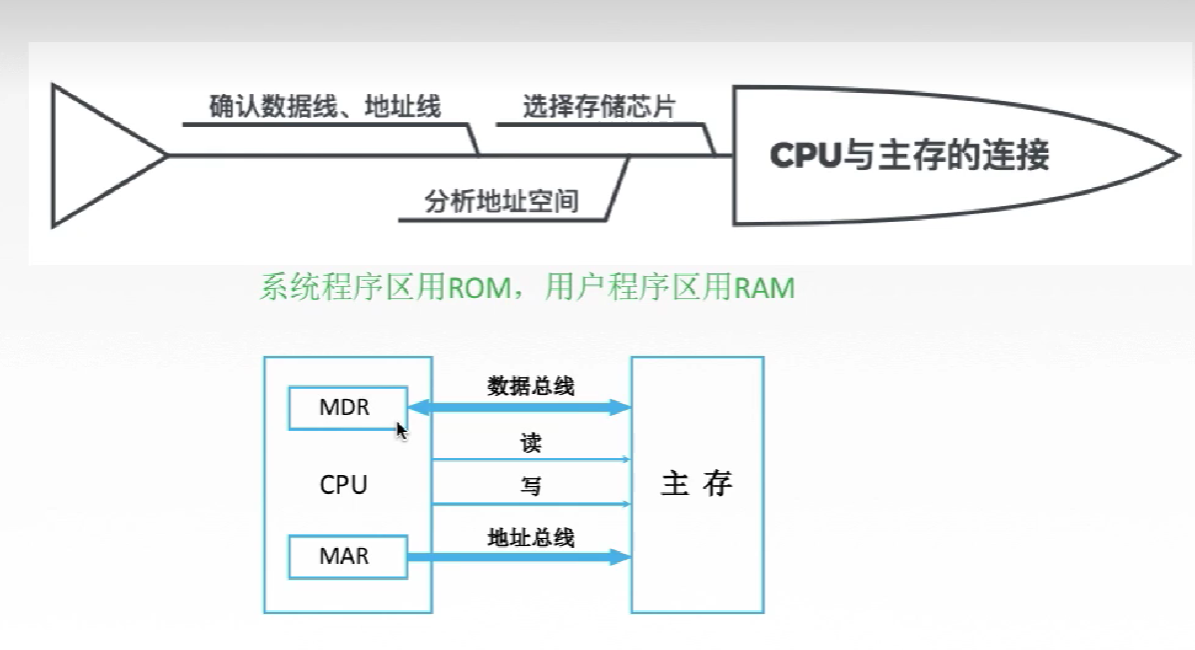 确认数据线、地址线
选择存储芯片
分析地址空间
CPU与主存的连接
系统程序区用ROM，用户程序区用RAM
MDR
CPU
MAR
数据总线
读
写
地址总线
主存